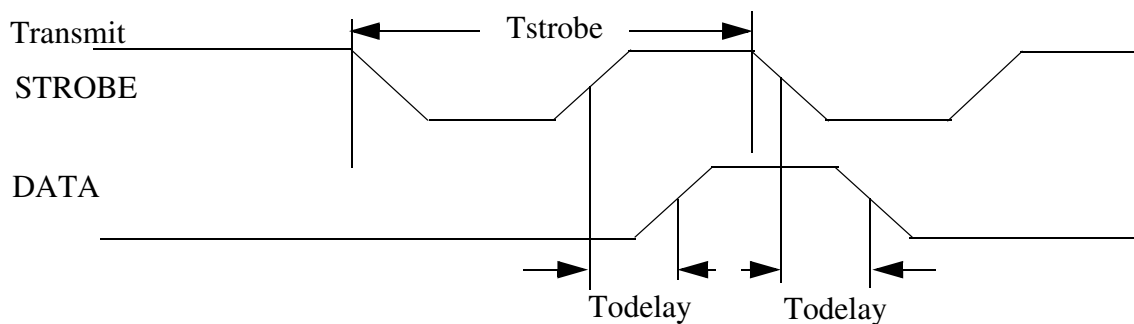 Tstrobe
Transmit
STROBE
DATA
Todelay
Todelay